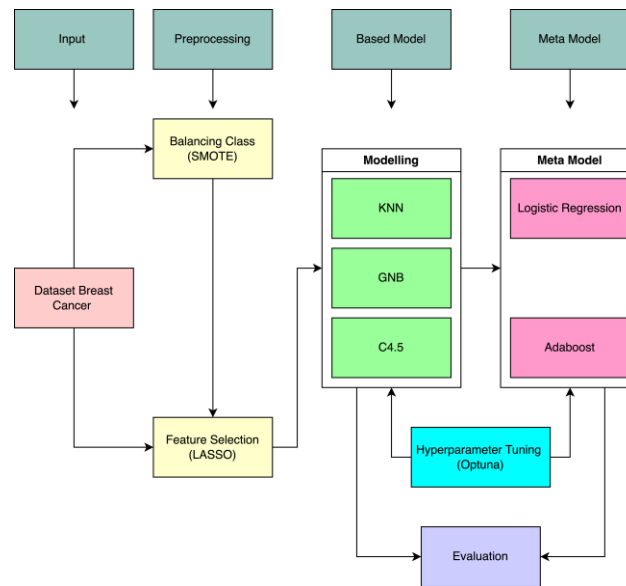 Input
Preprocessing
Based Model
Meta Model
Balancing Class
(SMOTE)
Modelling
Meta Model
KNN
Logistic Regression
GNB
Dataset Breast
Cancer
C4.5
Adaboost
Feature Selection
(LASSO)
Hyperparameter Tuning
(Optuna)
Evaluation